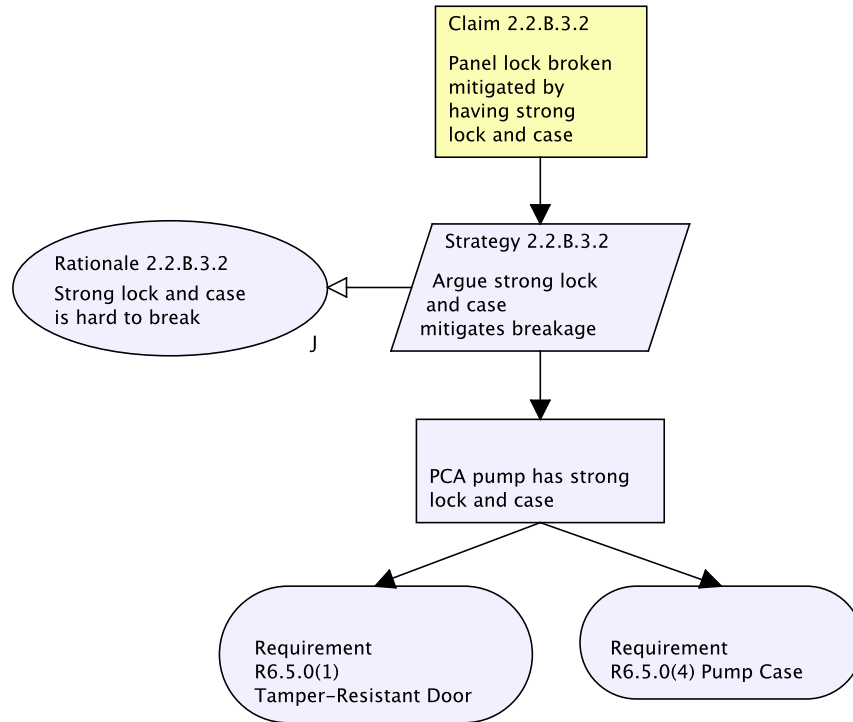 Claim 2.2.B.3.2
Panel lock broken
mitigated by
having strong
lock and case
Strategy 2.2.B.3.2
Argue strong lock
and case
mitigates breakage
Rationale 2.2.B.3.2
Strong lock and case
is hard to break
J
PCA pump has strong
lock and case
Requirement
R6.5.0(1)
Tamper-Resistant Door
Requirement
R6.5.0(4) Pump Case